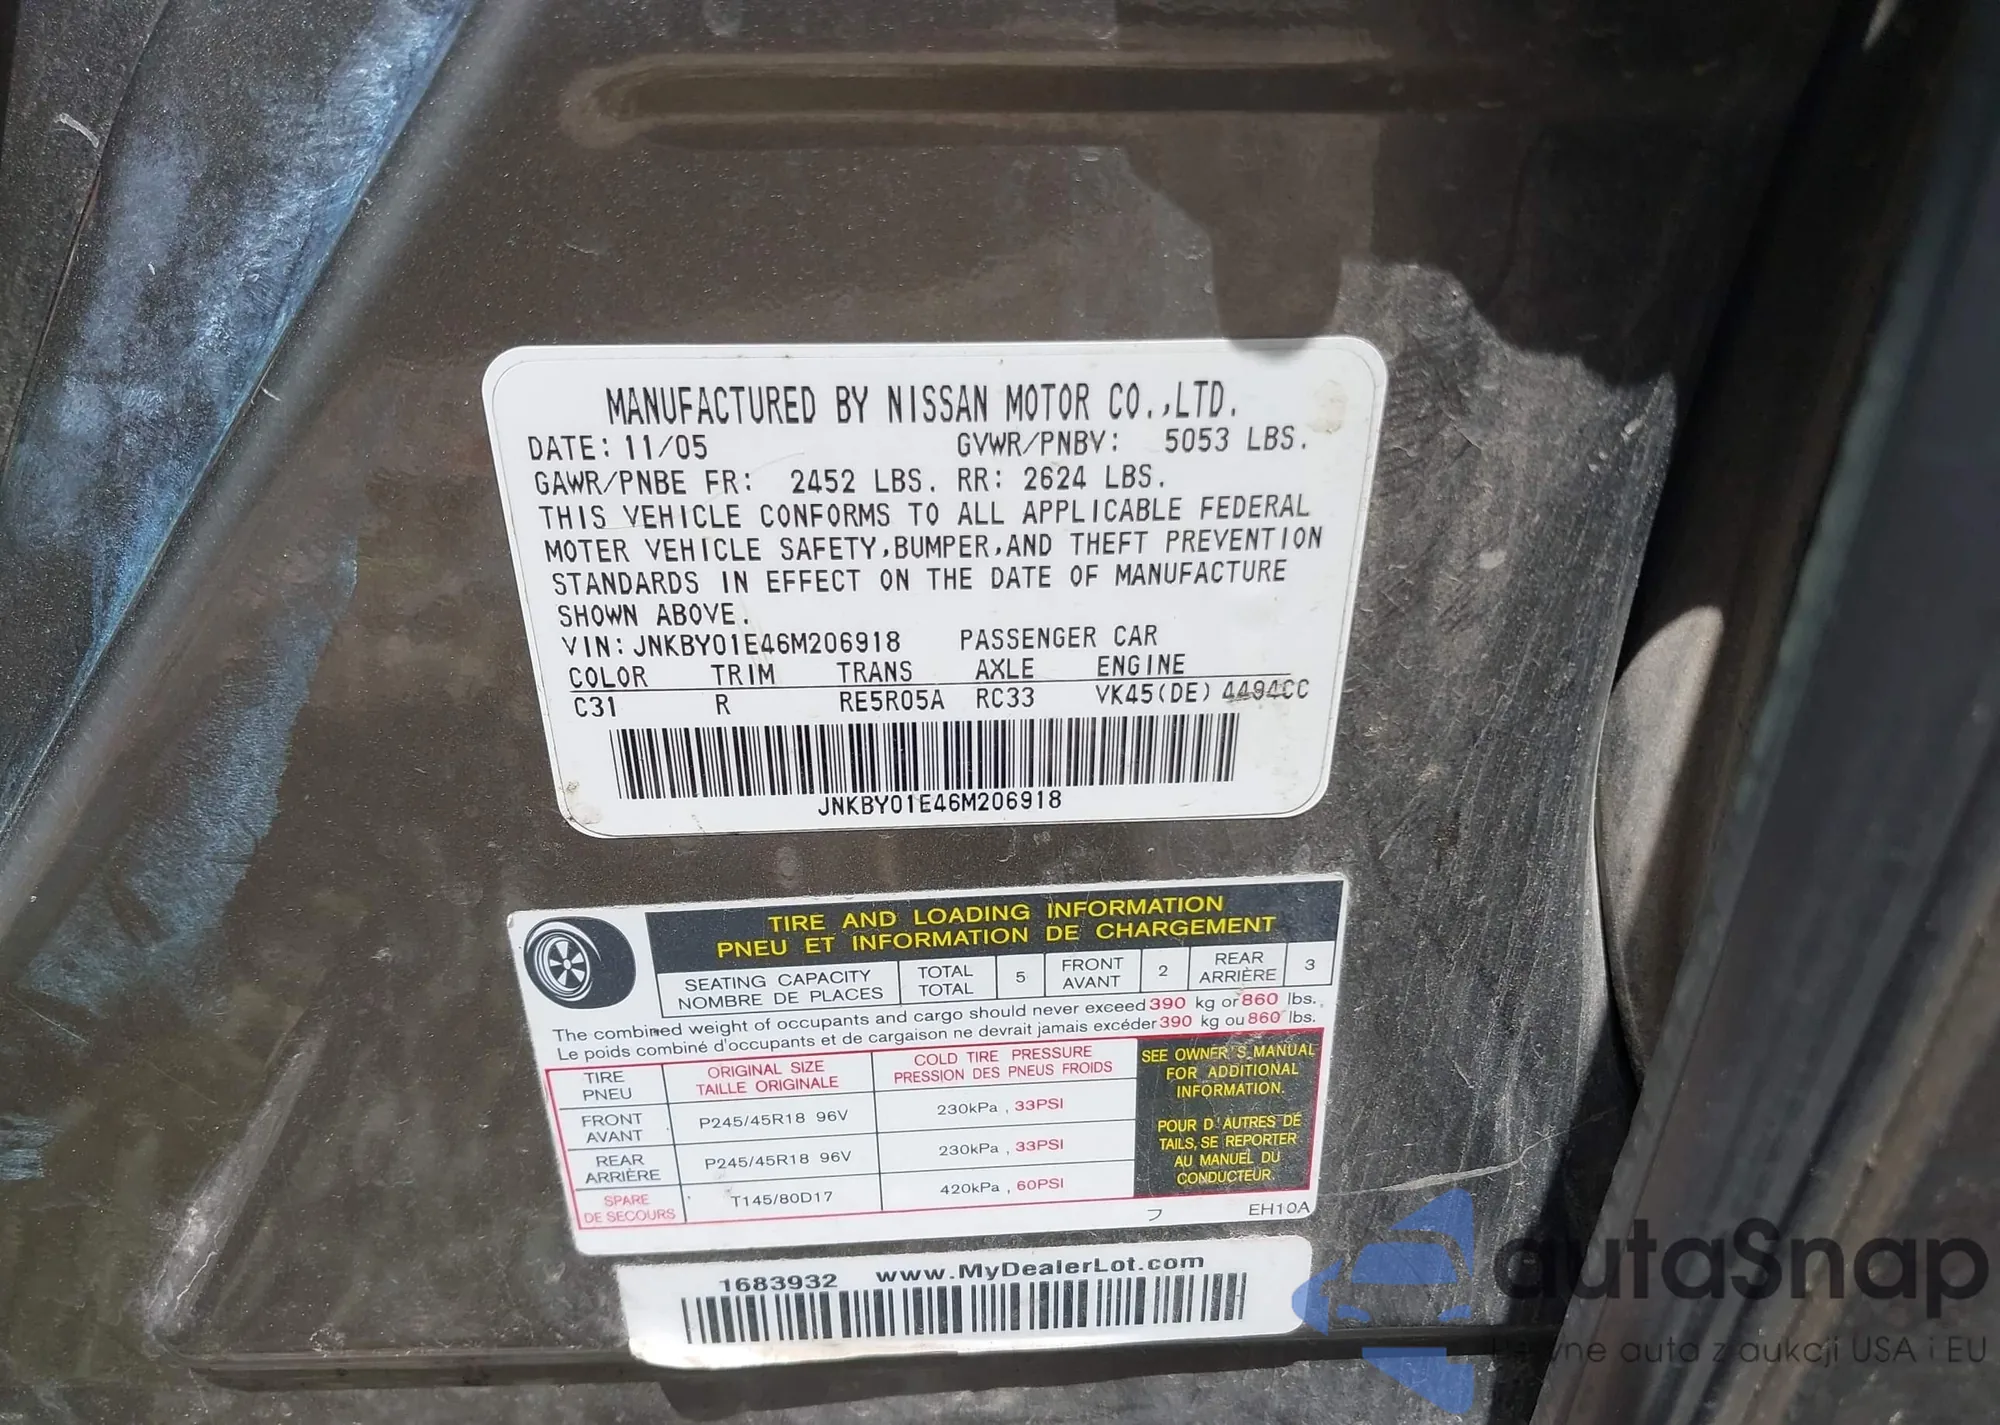 MANUFACTURED BY NISSAN MOTOR CO.,LTD.
DATE: 11/05 GVWR/PNBV: 5053 LBS.
GAWR/PNBE FR: 2452 LBS. RR: 2624 LBS.
THIS VEHICLE CONFORMS TO ALL APPLICABLE FEDERAL
MOTER VEHICLE SAFETY,BUMPER,AND THEFT PREVENTION
STANDARDS IN EFFECT ON THE DATE OF MANUFACTURE
SHOWN ABOVE.
VIN: JNKBY01E46M206918 PASSENGER CAR
COLOR TRIM TRANS AXLE ENGINE
C31 R RE5R05A RC33 VK45(DE) 4494CC
JNKBY01E46M206918
TIRE AND LOADING INFORMATION
PNEU ET INFORMATION DE CHARGEMENT
SEATING CAPACITY TOTAL 5 FRONT 2 REAR 3
NOMBRE DE PLACES TOTAL AVANT ARRIÈRE
The combined weight of occupants and cargo should never exceed 390 kg or 860 lbs.
Le poids combiné d'occupants et de cargaison ne devrait jamais excéder 390 kg ou 860 lbs.
TIRE ORIGINAL SIZE COLD TIRE PRESSURE
PNEU TAILLE ORIGINALE PRESSION DES PNEUS FROIDS
FRONT P245/45R18 96V 230kPa , 33PSI
AVANT
REAR P245/45R18 96V 230kPa , 33PSI
ARRIÈRE
SPARE T145/80D17 420kPa , 60PSI
DE SECOURS
SEE OWNER'S MANUAL
FOR ADDITIONAL
INFORMATION.
POUR D'AUTRES DÉ
TAILS, SE REPORTER
AU MANUEL DU
CONDUCTEUR.
EH10A
1683932 www.MyDealerLot.com
autaSnap
auta z aukcji USA i EU